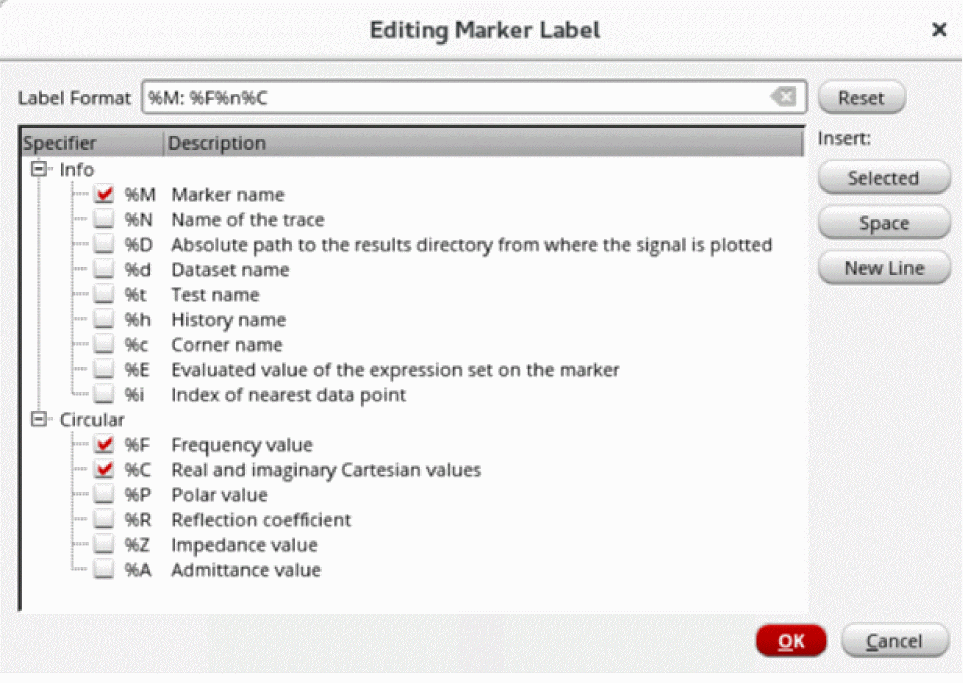 Editing Marker Label
Label Format %M: %F%n%C Reset
Specifier Description Insert:
Info
%M Marker name Selected
%N Name of the trace Space
%D Absolute path to the results directory from where the signal is plotted
%d Dataset name New Line
%t Test name
%h History name
%c Corner name
%E Evaluated value of the expression set on the marker
%i Index of nearest data point
Circular
%F Frequency value
%C Real and imaginary Cartesian values
%P Polar value
%R Reflection coefficient
%Z Impedance value
%A Admittance value
OK Cancel